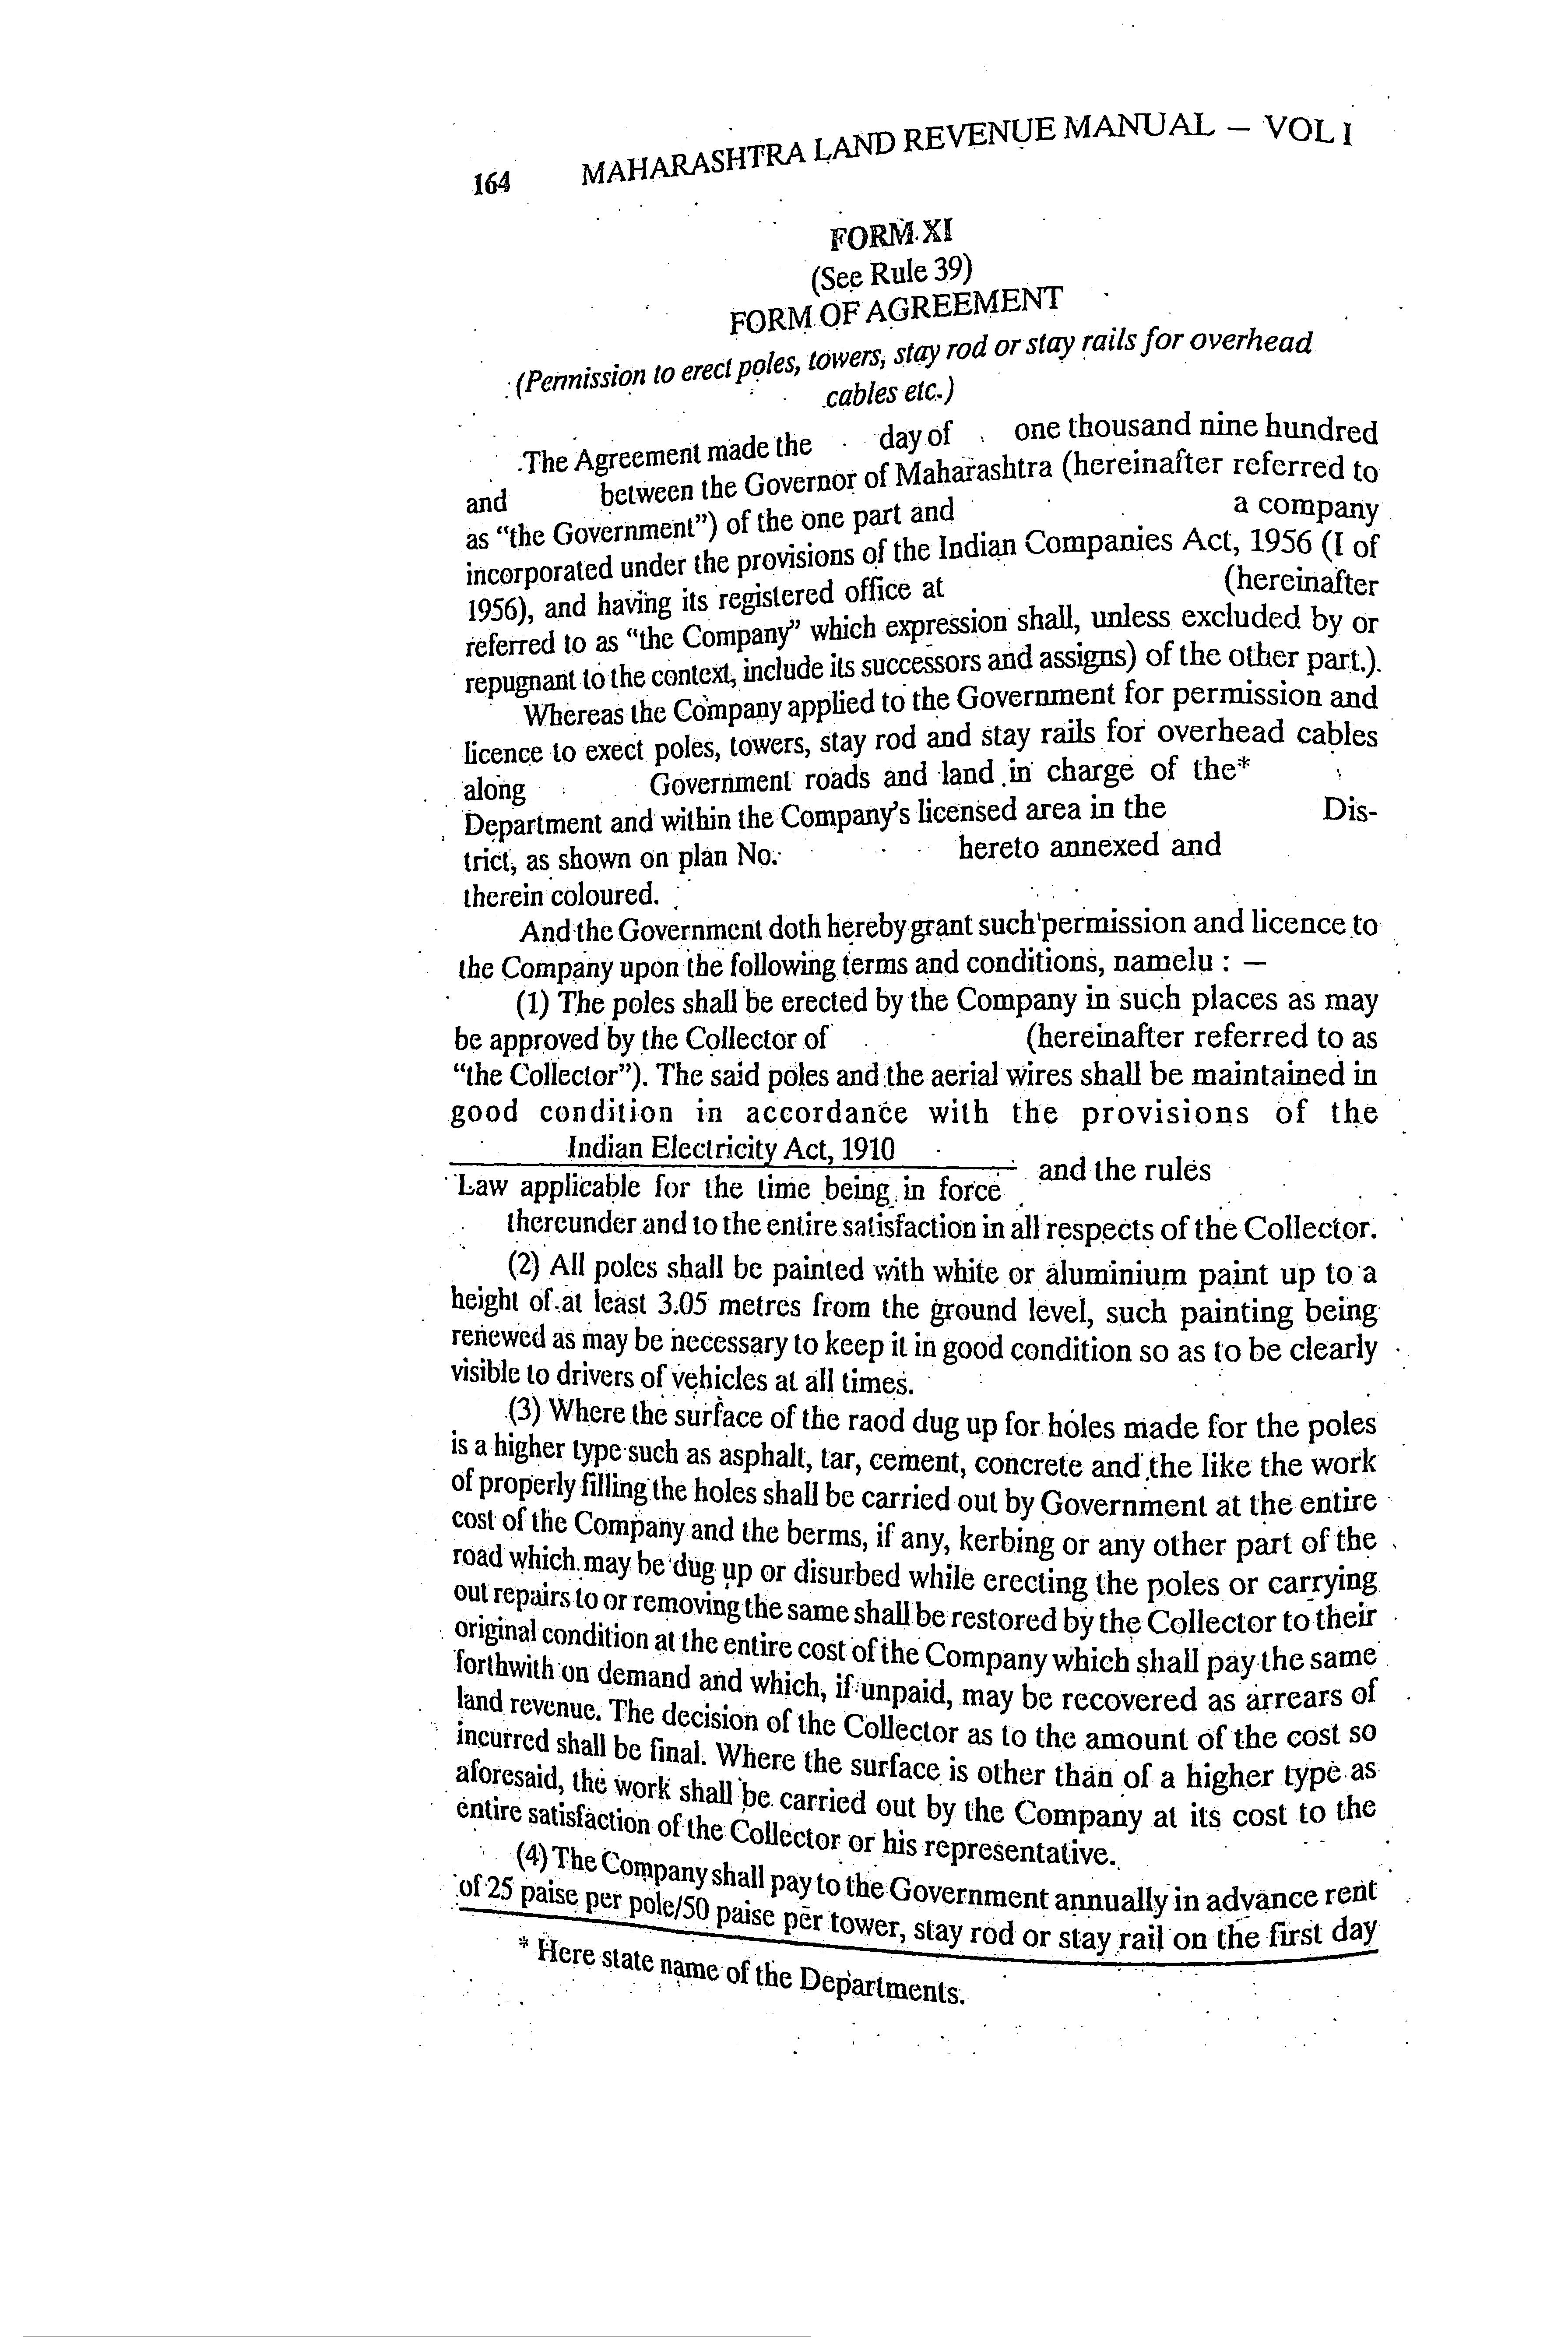 164 MAHARASHTRA LAND REVENUE MANUAL – VOL I
FORM XI
(See Rule 39)
FORM OF AGREEMENT
(Permission to erect poles, towers, stay rod or stay rails for overhead
cables etc.)
The Agreement made the day of one thousand nine hundred
and between the Governor of Maharashtra (hereinafter referred to
as “the Government”) of the one part and a company
incorporated under the provisions of the Indian Companies Act, 1956 (I of
1956), and having its registered office at (hereinafter
referred to as “the Company” which expression shall, unless excluded by or
repugnant to the context, include its successors and assigns) of the other part.).
Whereas the Company applied to the Government for permission and
licence to exect poles, towers, stay rod and stay rails for overhead cables
along Government roads and land in charge of the*
Department and within the Company's licensed area in the Dis-
trict, as shown on plan No. hereto annexed and
therein coloured.
And the Government doth hereby grant such permission and licence to
the Company upon the following terms and conditions, namelu : —
(1) The poles shall be erected by the Company in such places as may
be approved by the Collector of (hereinafter referred to as
“the Collector”). The said poles and the aerial wires shall be maintained in
good condition in accordance with the provisions of the
Indian Electricity Act, 1910
and the rules
Law applicable for the time being in force
thereunder and to the entire satisfaction in all respects of the Collector.
(2) All poles shall be painted with white or aluminium paint up to a
height of at least 3.05 metres from the ground level, such painting being
renewed as may be necessary to keep it in good condition so as to be clearly
visible to drivers of vehicles at all times.
(3) Where the surface of the raod dug up for holes made for the poles
is a higher type such as asphalt, tar, cement, concrete and the like the work
of properly filling the holes shall be carried out by Government at the entire
cost of the Company and the berms, if any, kerbing or any other part of the
road which may be dug up or disurbed while erecting the poles or carrying
out repairs to or removing the same shall be restored by the Collector to their
original condition at the entire cost of the Company which shall pay the same
forthwith on demand and which, if unpaid, may be recovered as arrears of
land revenue. The decision of the Collector as to the amount of the cost so
incurred shall be final. Where the surface is other than of a higher type as
aforesaid, the work shall be carried out by the Company at its cost to the
entire satisfaction of the Collector or his representative.
(4) The Company shall pay to the Government annually in advance rent
of 25 paise per pole/50 paise per tower, stay rod or stay rail on the first day
* Here state name of the Departments.